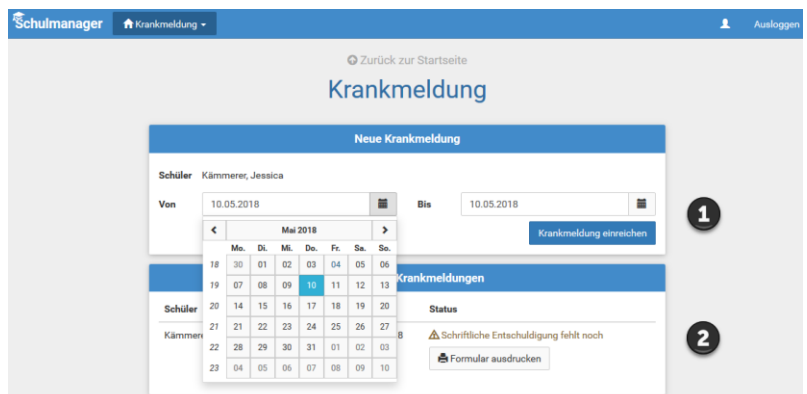 Schulmanager Krankmeldung Ausloggen
Zurück zur Startseite
Krankmeldung
Neue Krankmeldung
Schüler Kämmerer, Jessica
Von 10.05.2018 Bis 10.05.2018
1
Krankmeldung einreichen
Mai 2018
Mo. Di. Mi. Do. Fr. Sa. So.
18 30 01 02 03 04 05 06
19 07 08 09 10 11 12 13
20 14 15 16 17 18 19 20
21 21 22 23 24 25 26 27
22 28 29 30 31 01 02 03
23 04 05 06 07 08 09 10
Krankmeldungen
Schüler Status
8 Schriftliche Entschuldigung fehlt noch
2
Formular ausdrucken